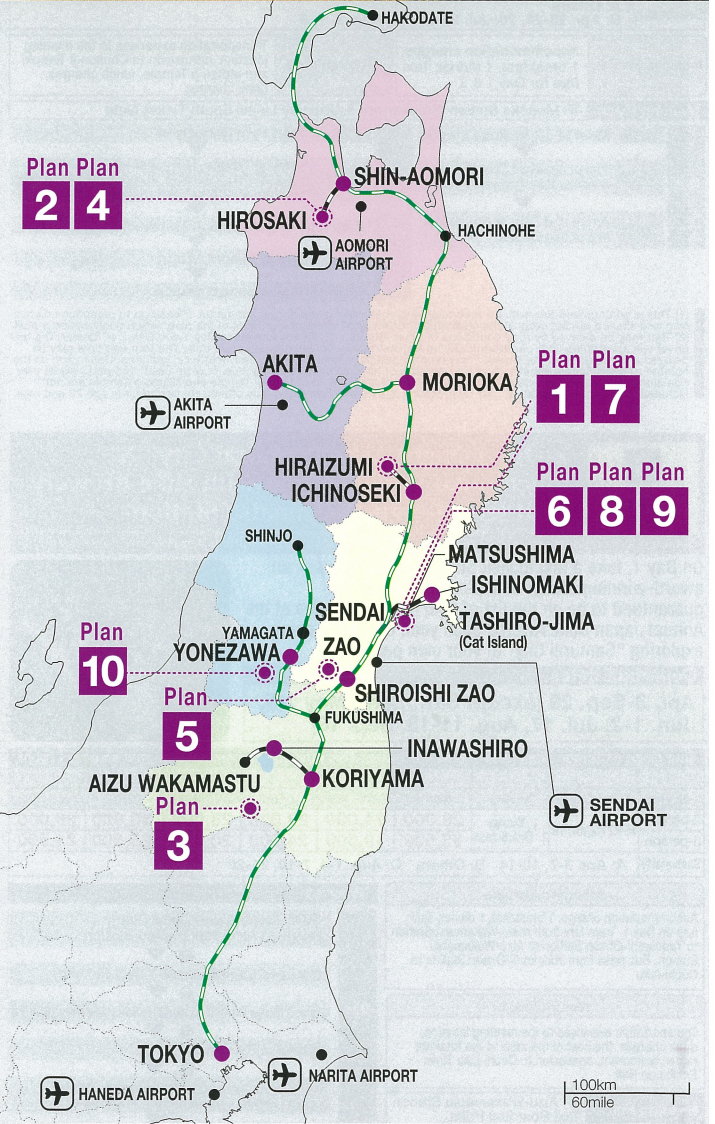 HAKODATE
Plan Plan
2 4
SHIN-AOMORI
HIROSAKI
AOMORI
AIRPORT
HACHINOHE
AKITA
MORIOKA
AKITA
AIRPORT
Plan Plan
1 7
HIRAIZUMI
ICHINOSEKI
Plan Plan Plan
6 8 9
SHINJO
MATSUSHIMA
ISHINOMAKI
SENDAI
TASHIRO-JIMA
(Cat Island)
Plan
10
YAMAGATA
YONEZAWA
ZAO
SHIROISHI ZAO
Plan
5
FUKUSHIMA
INAWASHIRO
AIZU WAKAMASTU
KORIYAMA
Plan
3
SENDAI
AIRPORT
TOKYO
NARITA AIRPORT
HANEDA AIRPORT
100km
60mile